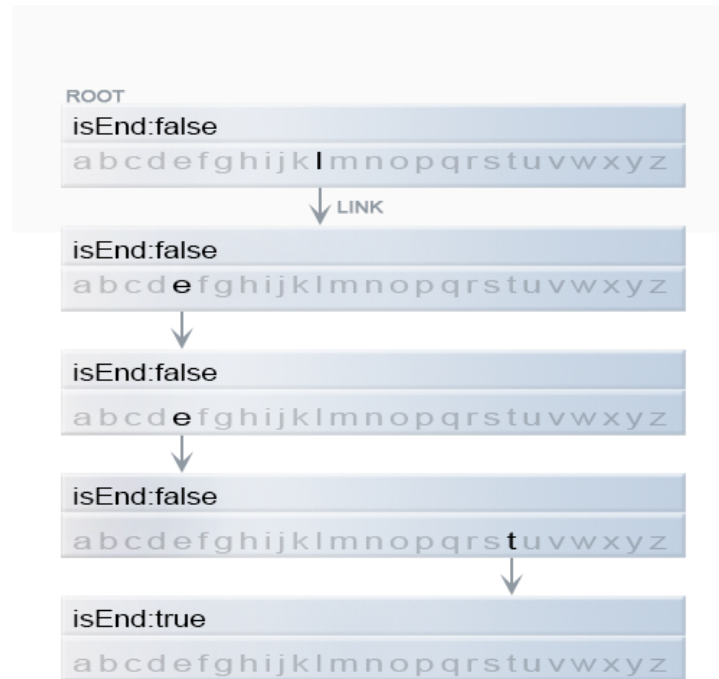 ROOT
isEnd:false
abcdefghijklmnopqrstuvwxyz
LINK
isEnd:false
abcdefghijklmnopqrstuvwxyz
isEnd:false
abcdefghijklmnopqrstuvwxyz
isEnd:false
abcdefghijklmnopqrstuvwxyz
isEnd:true
abcdefghijklmnopqrstuvwxyz